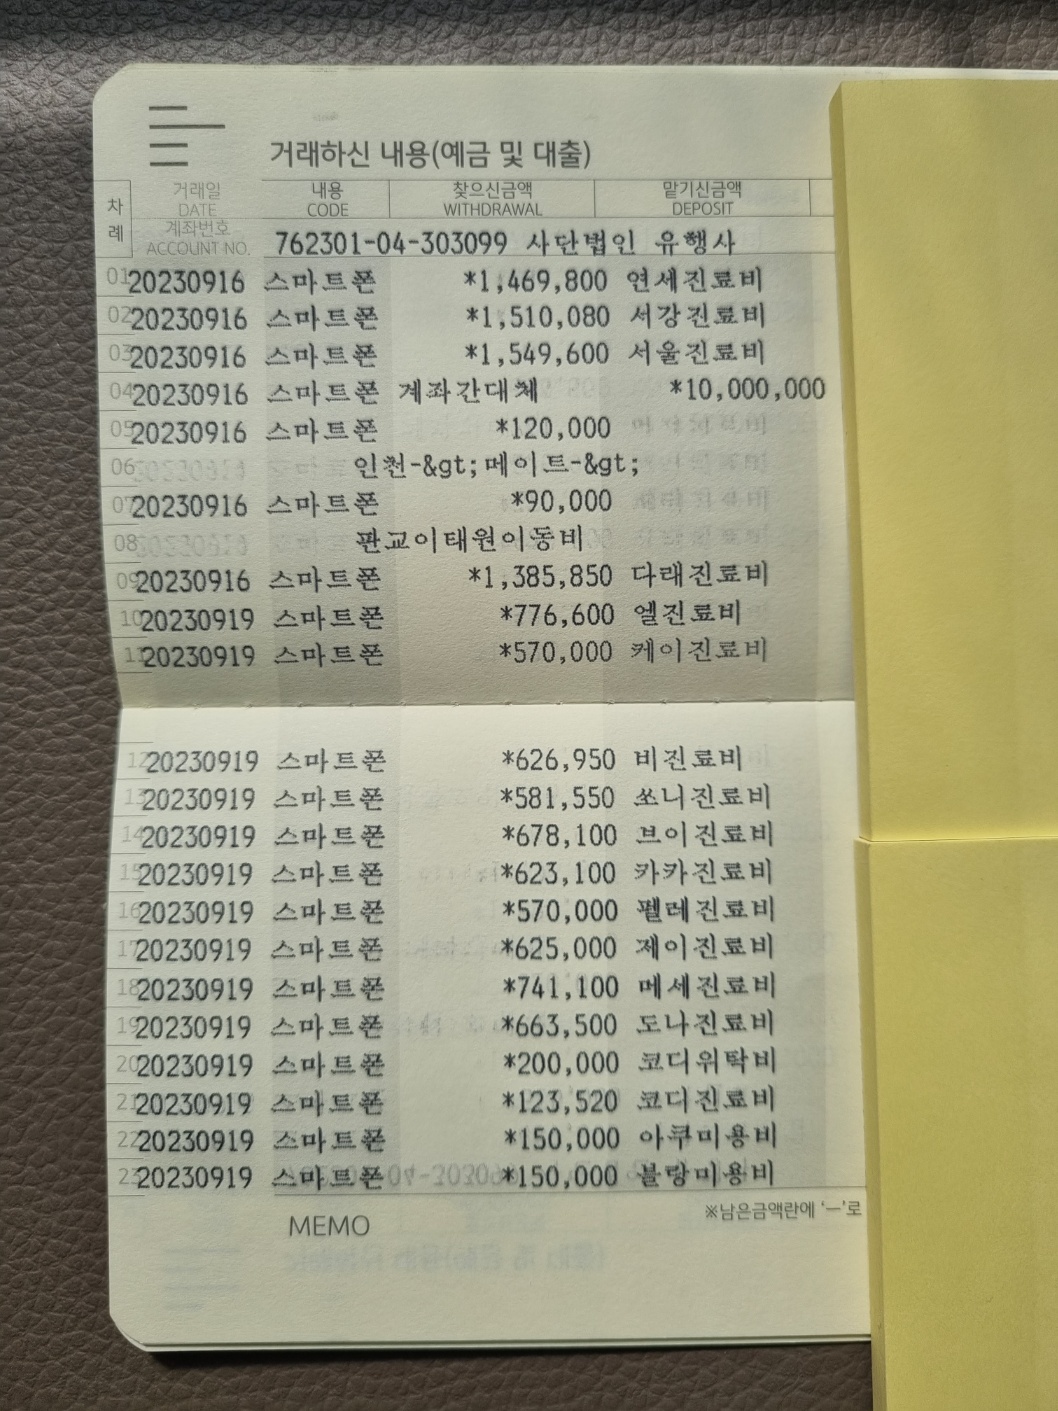 거래하신 내용(예금 및 대출)
차례 거래일 DATE 내용 CODE 찾으신금액 WITHDRAWAL 맡기신금액 DEPOSIT
계좌번호 ACCOUNT NO. 762301-04-303099 사단법인 유행사
01 20230916 스마트폰 *1,469,800 연세진료비
02 20230916 스마트폰 *1,510,080 서강진료비
03 20230916 스마트폰 *1,549,600 서울진료비
04 20230916 스마트폰 계좌간대체 *10,000,000
05 20230916 스마트폰 *120,000
06 인천-&gt;메이트-&gt;
07 20230916 스마트폰 *90,000
08 판교이태원이동비
09 20230916 스마트폰 *1,385,850 다래진료비
10 20230919 스마트폰 *776,600 엘진료비
11 20230919 스마트폰 *570,000 케이진료비
12 20230919 스마트폰 *626,950 비진료비
13 20230919 스마트폰 *581,550 쏘니진료비
14 20230919 스마트폰 *678,100 브이진료비
15 20230919 스마트폰 *623,100 카카진료비
16 20230919 스마트폰 *570,000 펠레진료비
17 20230919 스마트폰 *625,000 제이진료비
18 20230919 스마트폰 *741,100 메세진료비
19 20230919 스마트폰 *663,500 도나진료비
20 20230919 스마트폰 *200,000 코디위탁비
21 20230919 스마트폰 *123,520 코디진료비
22 20230919 스마트폰 *150,000 아쿠미용비
23 20230919 스마트폰 *150,000 블랑미용비
※남은금액란에 '-'로
MEMO